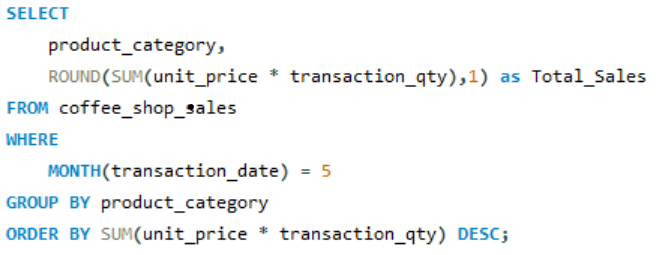 SELECT
product_category,
ROUND(SUM(unit_price * transaction_qty),1) as Total_Sales
FROM coffee_shop_sales
WHERE
MONTH(transaction_date) = 5
GROUP BY product_category
ORDER BY SUM(unit_price * transaction_qty) DESC;